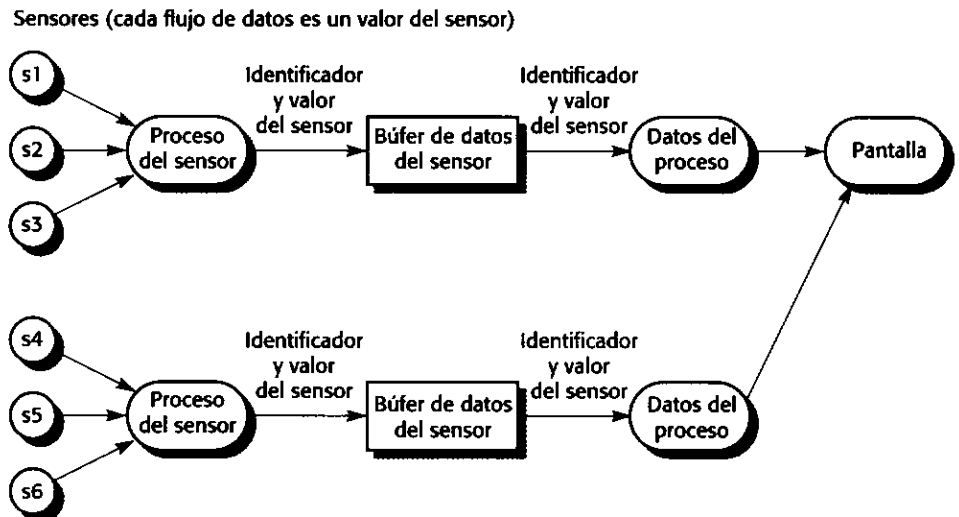 Sensores (cada flujo de datos es un valor del sensor)
s1
s2
s3
Proceso
del sensor
Identificador
y valor
del sensor
Búfer de datos
del sensor
Identificador
y valor
del sensor
Datos del
proceso
Pantalla
s4
s5
s6
Proceso
del sensor
Identificador
y valor
del sensor
Búfer de datos
del sensor
Identificador
y valor
del sensor
Datos del
proceso